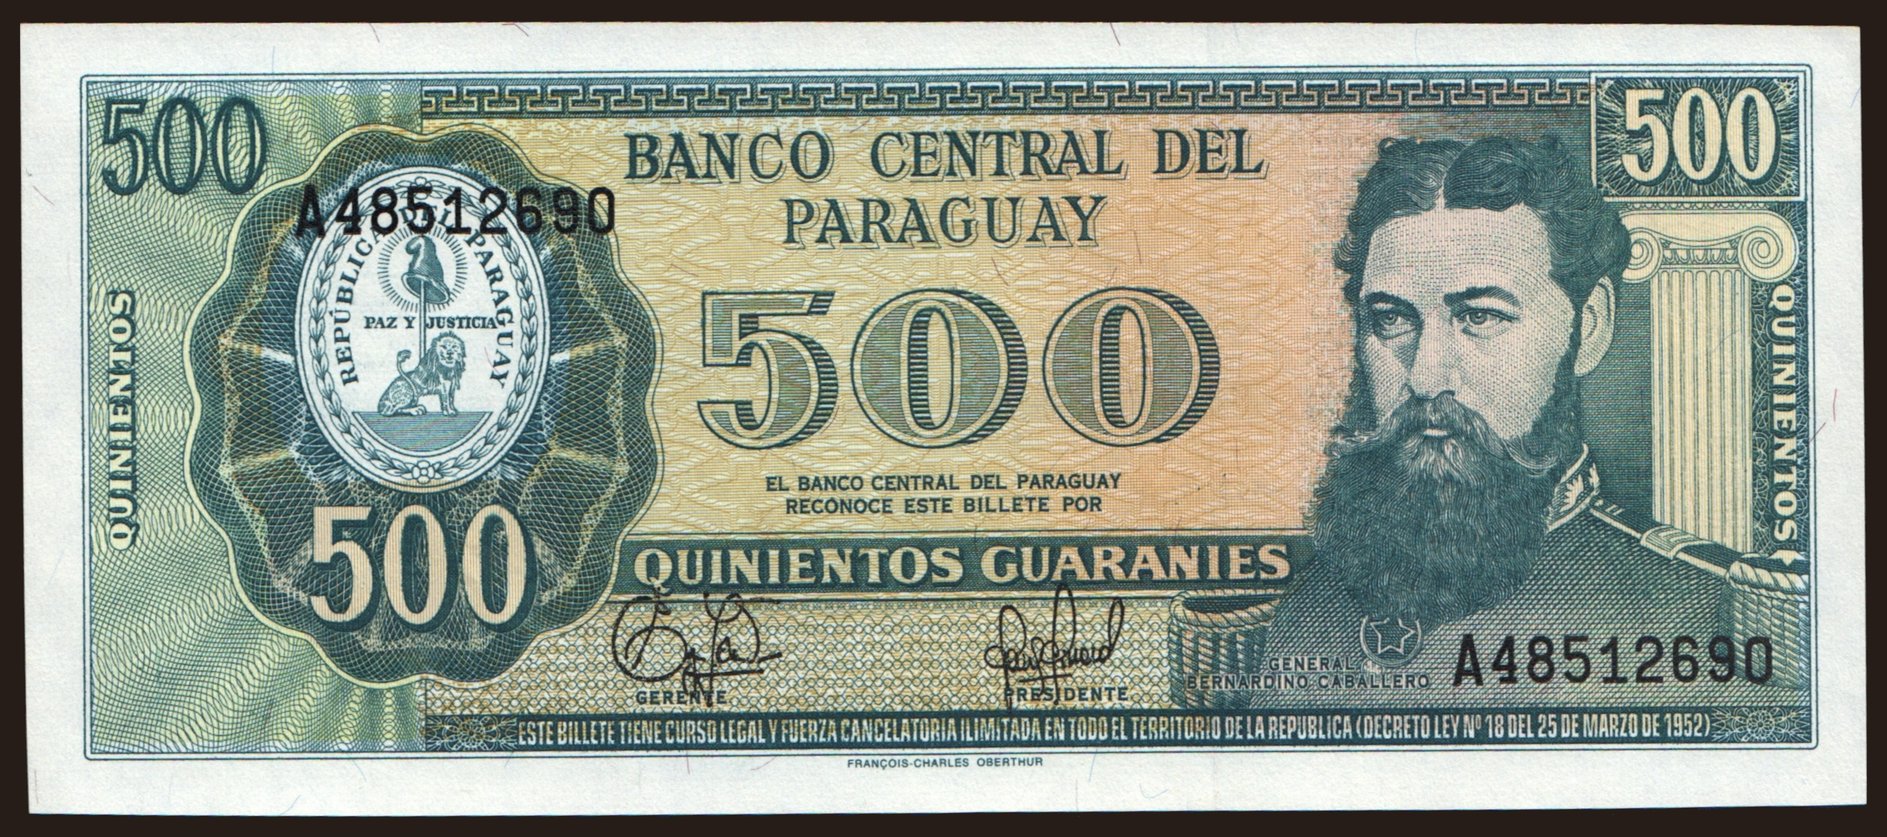 500
BANCO CENTRAL DEL
PARAGUAY
500
A48512690
REPÚBLICA DEL PARAGUAY
PAZ Y JUSTICIA
500
QUINIENTOS
QUINIENTOS
EL BANCO CENTRAL DEL PARAGUAY
RECONOCE ESTE BILLETE POR
500
QUINIENTOS GUARANIES
GERENTE
PRESIDENTE
GENERAL
BERNARDINO CABALLERO
A48512690
ESTE BILLETE TIENE CURSO LEGAL Y FUERZA CANCELATORIA ILIMITADA EN TODO EL TERRITORIO DE LA REPUBLICA (DECRETO LEY Nº 18 DEL 25 DE MARZO DE 1952)
FRANÇOIS-CHARLES OBERTHUR